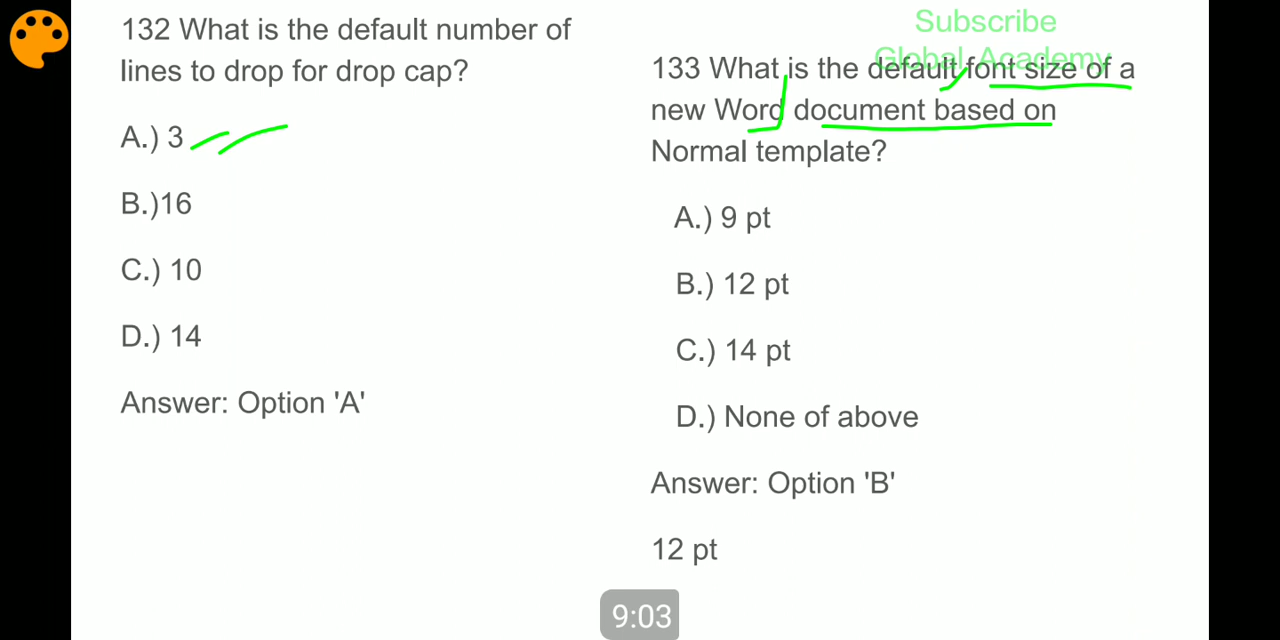 132 What is the default number of
lines to drop for drop cap?
A.) 3
B.)16
C.) 10
D.) 14
Answer: Option 'A'
Subscribe
Global Academy
133 What is the default font size of a
new Word document based on
Normal template?
A.) 9 pt
B.) 12 pt
C.) 14 pt
D.) None of above
Answer: Option 'B'
12 pt
9:03